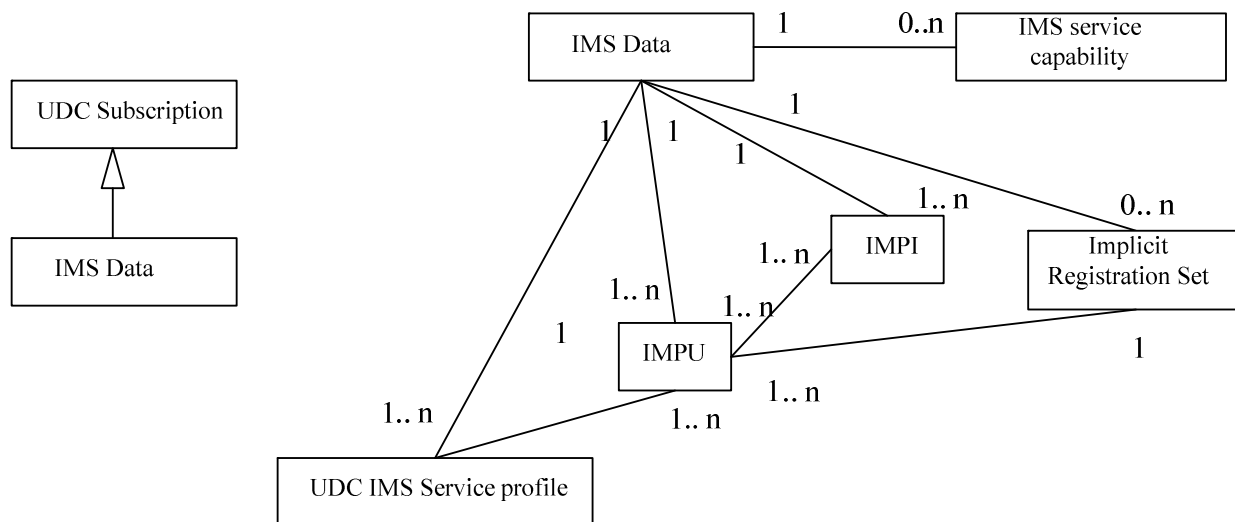 IMS Data
1
0..n
IMS service
capability
UDC Subscription
1
1
1
1
1.. n
0.. n
IMS Data
IMPI
Implicit
Registration Set
1.. n
1.. n
1.. n
1
IMPU
1
1.. n
1.. n
1.. n
UDC IMS Service profile